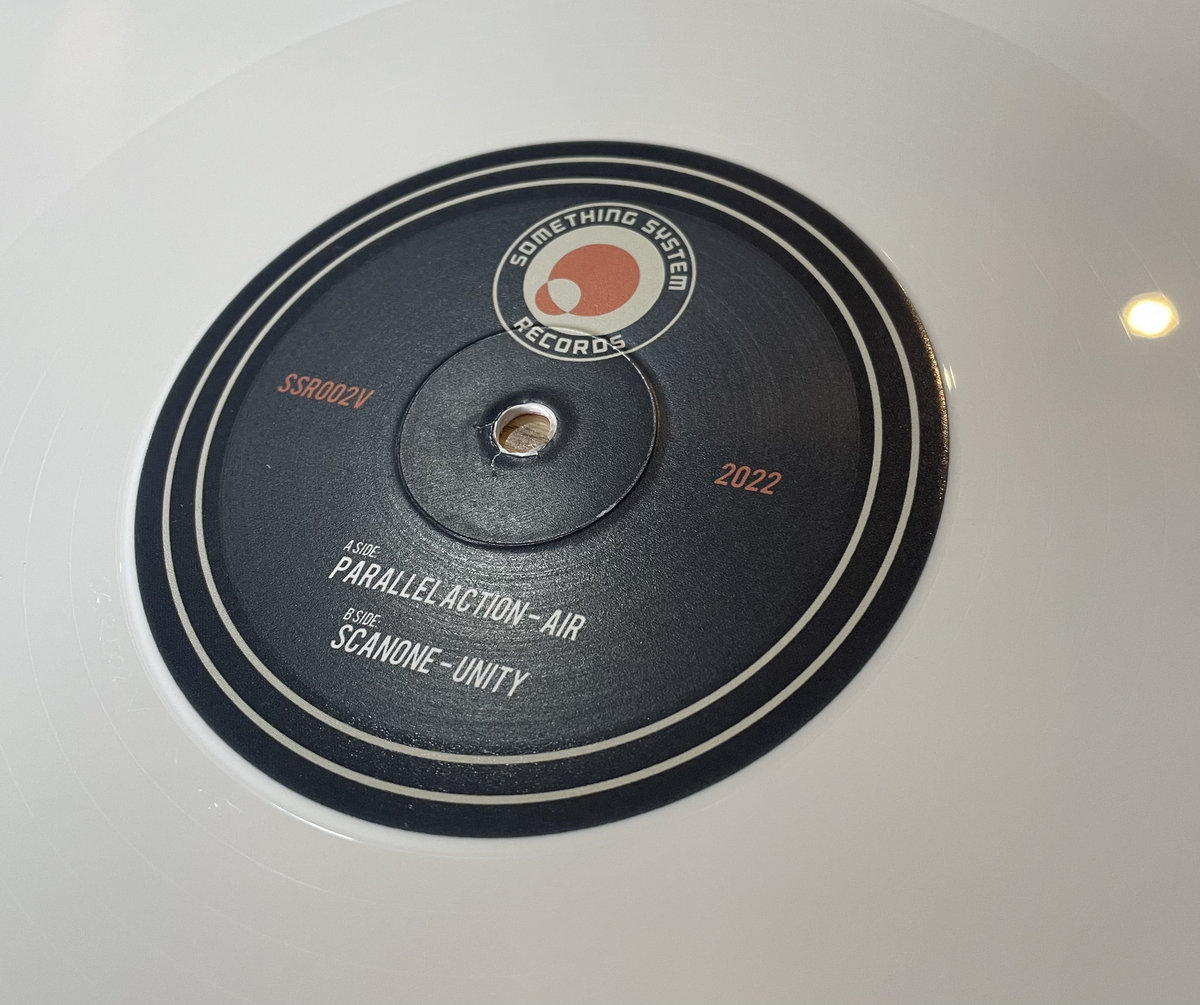 SOMETHING SYSTEM
RECORDS
SSR002V
2022
A SIDE.
PARALLEL ACTION - AIR
B SIDE.
SCANONE - UNITY